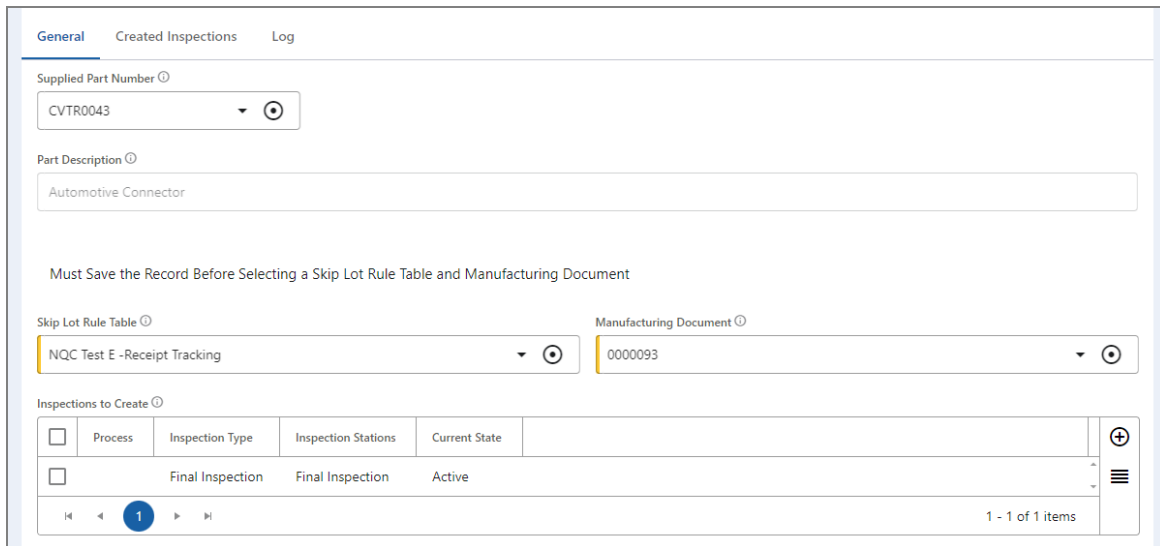 General Created Inspections Log
Supplied Part Number
CVTR0043
Part Description
Automotive Connector
Must Save the Record Before Selecting a Skip Lot Rule Table and Manufacturing Document
Skip Lot Rule Table Manufacturing Document
NQC Test E -Receipt Tracking 0000093
Inspections to Create
Process Inspection Type Inspection Stations Current State
Final Inspection Final Inspection Active
1 1 - 1 of 1 items